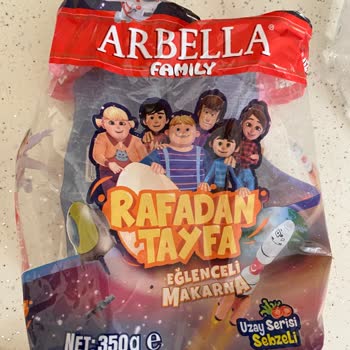 ARBELLA®
FAMILY
RAFADAN
TAYFA
EĞLENCELİ
MAKARNA
Uzay Serisi
Sebzeli
NET: 350g e